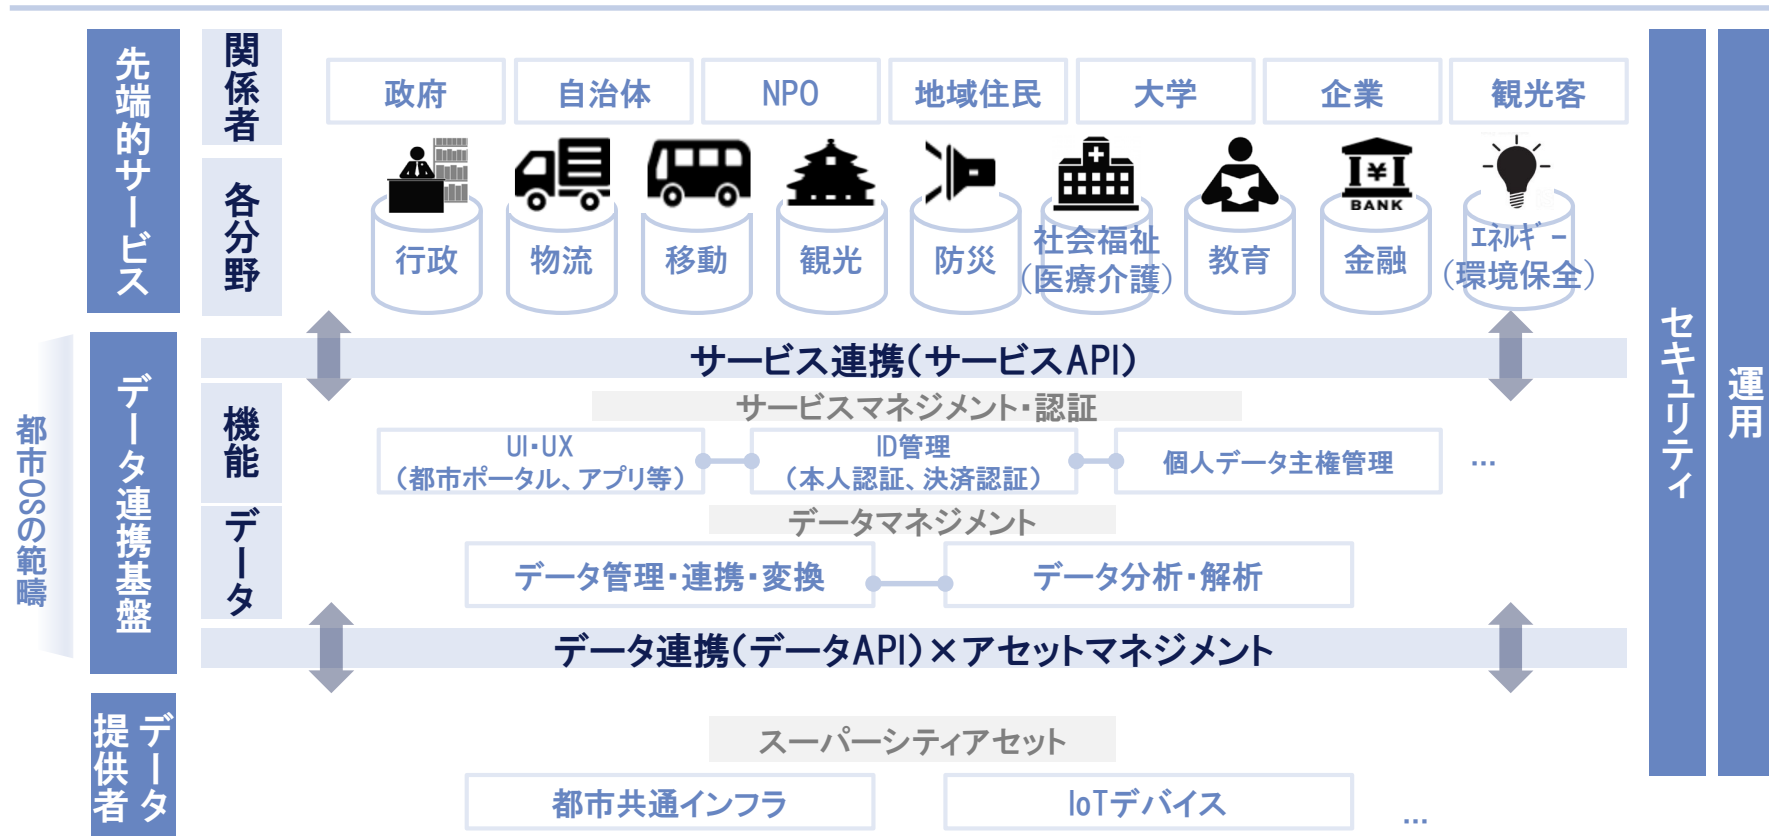 先端的サービス
関係者
政府
自治体
NPO
地域住民
大学
企業
観光客
各分野
BANK
行政
物流
移動
観光
防災
社会福祉
（医療介護）
教育
金融
ｴﾈﾙｷﾞｰ
（環境保全）
都市OSの範疇
データ連携基盤
サービス連携（サービスAPI）
機能
サービスマネジメント・認証
UI・UX
（都市ポータル、アプリ等）
ID管理
（本人認証、決済認証）
個人データ主権管理
…
データ
データマネジメント
データ管理・連携・変換
データ分析・解析
データ連携（データAPI）×アセットマネジメント
データ
提供者
スーパーシティアセット
都市共通インフラ
IoTデバイス
…
セキュリティ
運用